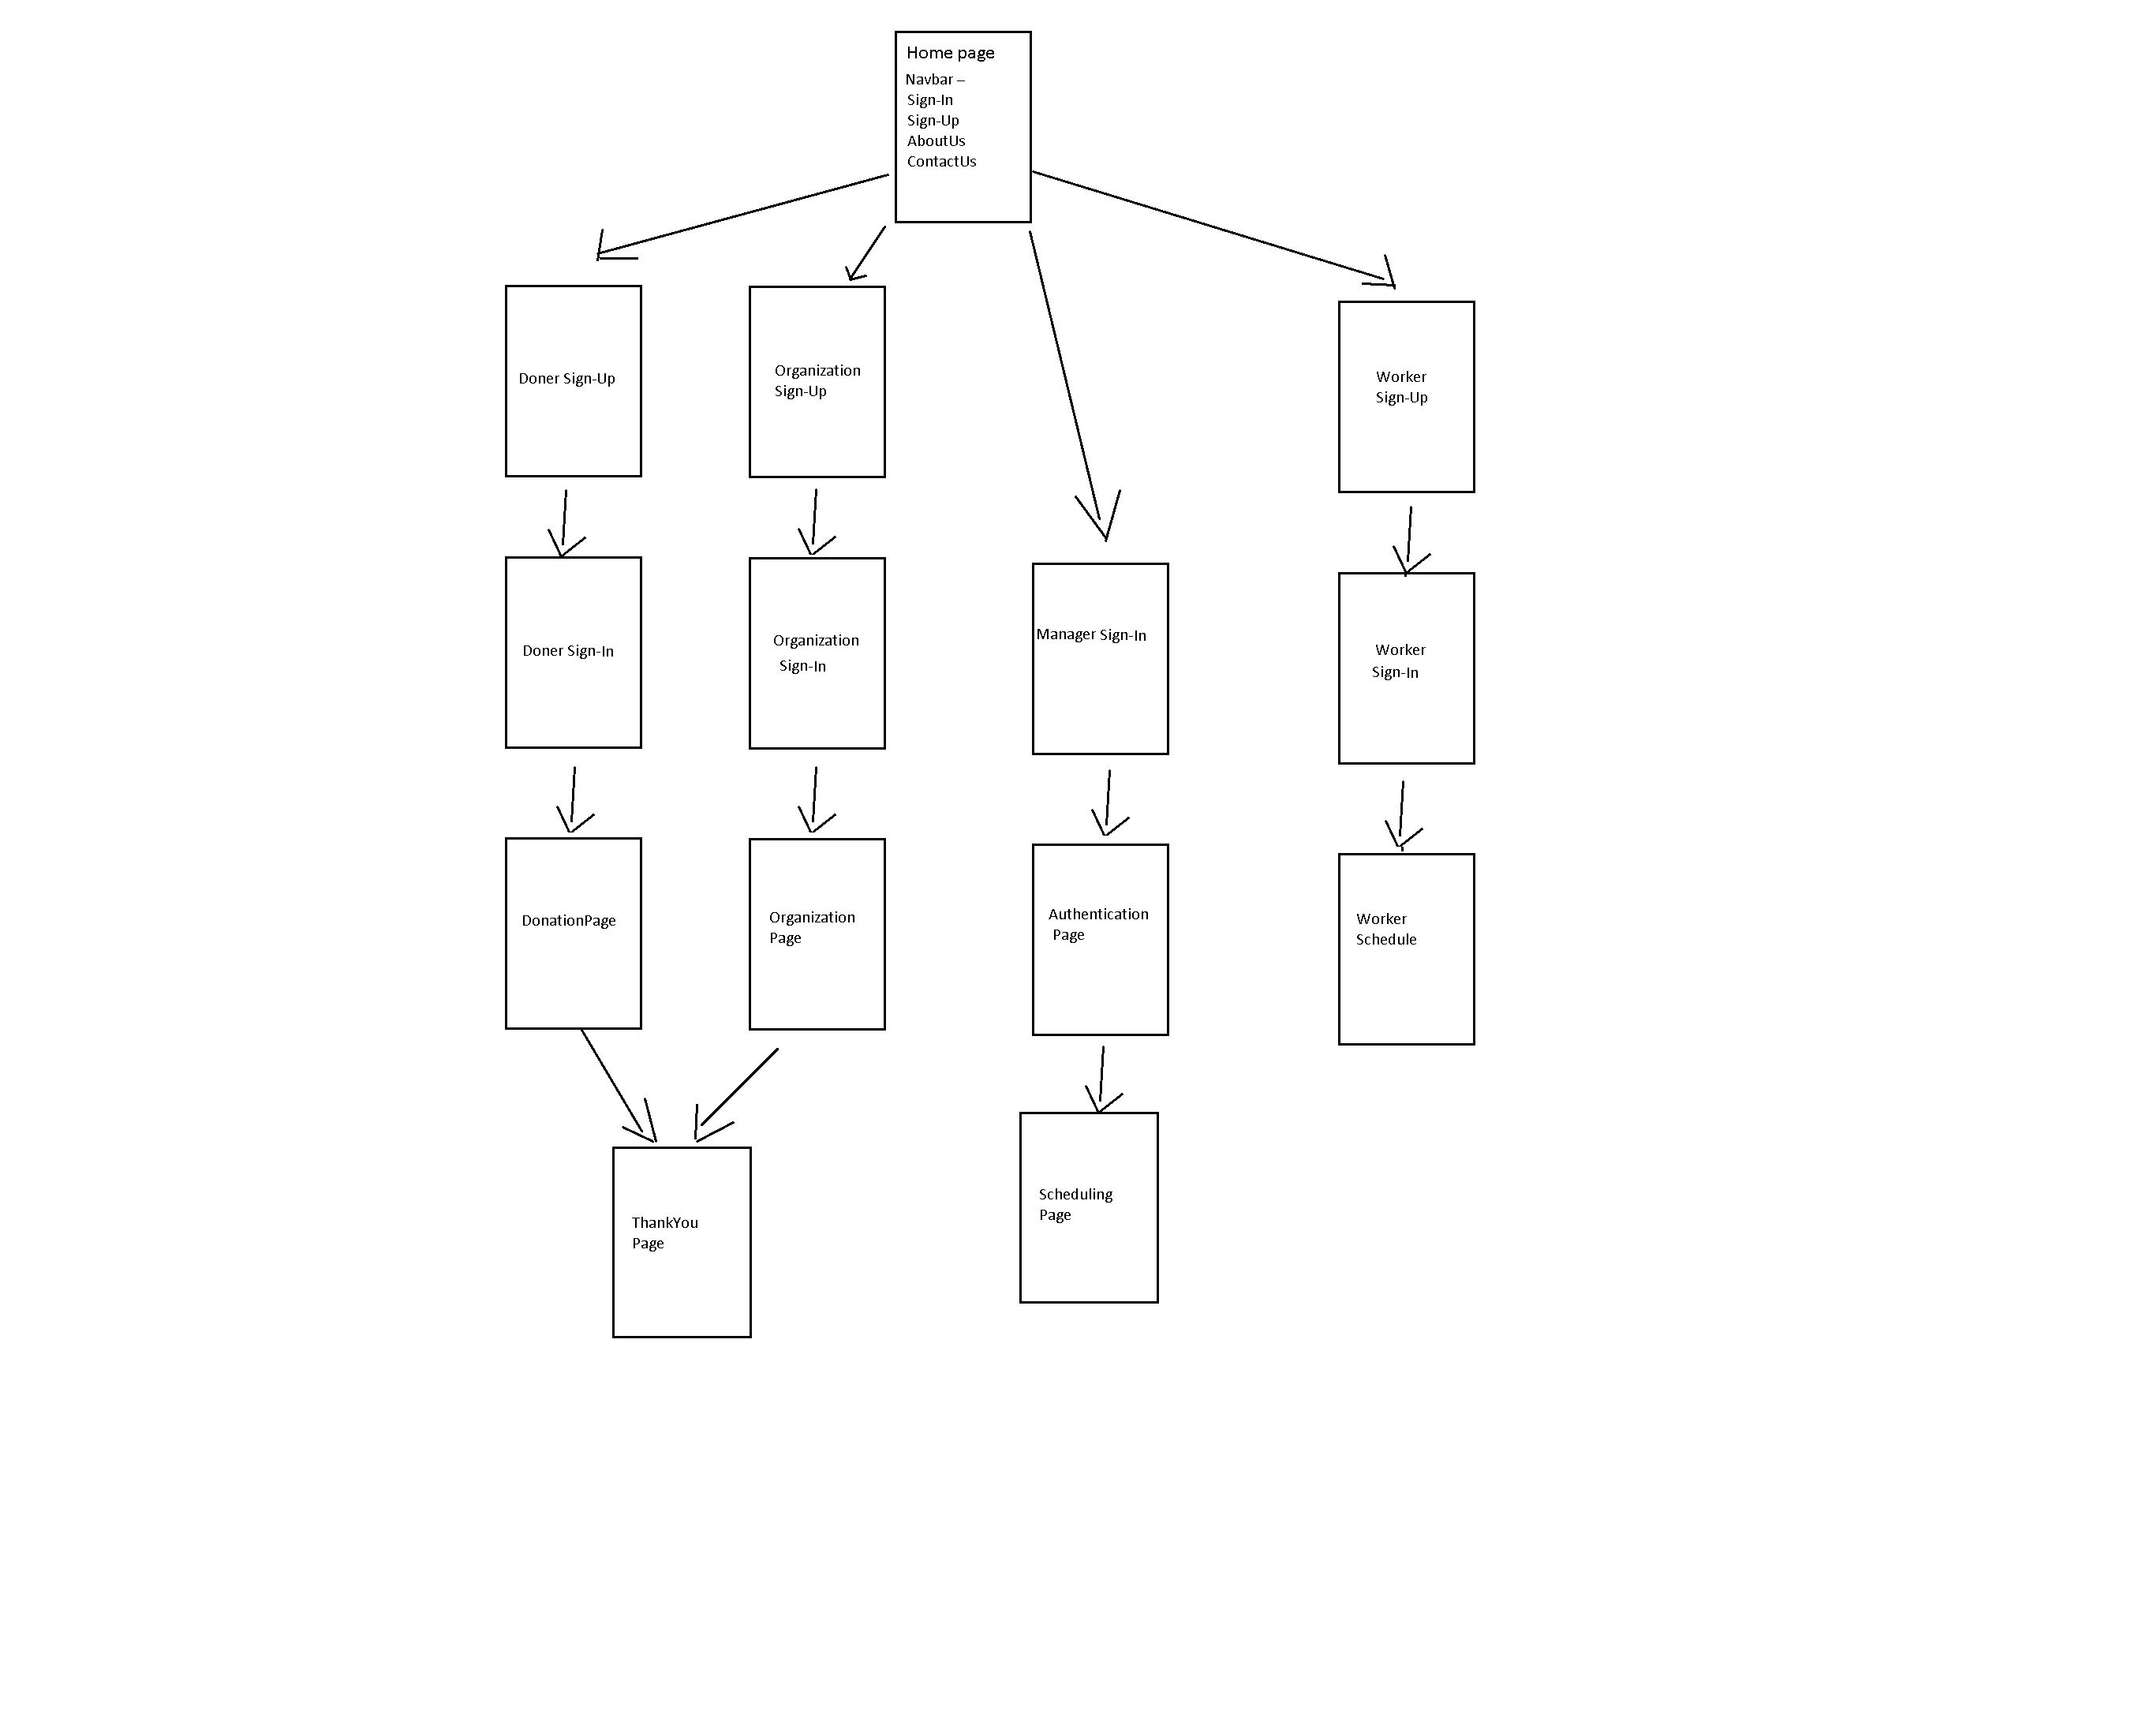 Home page
Navbar –
Sign-In
Sign-Up
AboutUs
ContactUs
Doner Sign-Up
Organization
Sign-Up
Worker
Sign-Up
Doner Sign-In
Organization
Sign-In
Manager Sign-In
Worker
Sign-In
DonationPage
Organization
Page
Authentication
Page
Worker
Schedule
ThankYou
Page
Scheduling
Page